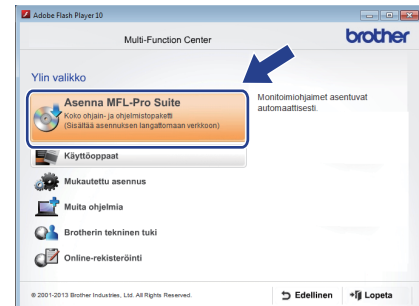 Adobe Flash Player 10
Multi-Function Center
brother
Ylin valikko
Asenna MFL-Pro Suite
Koko ohjain- ja ohjelmistopaketti
(Sisältää asennuksen langattomaan verkkoon)
Monitoimiohjaimet asentuvat
automaattisesti.
Käyttöoppaat
Mukautettu asennus
Muita ohjelmia
Brotherin tekninen tuki
Online-rekisteröinti
© 2001-2013 Brother Industries, Ltd. All Rights Reserved.
Edellinen
Lopeta